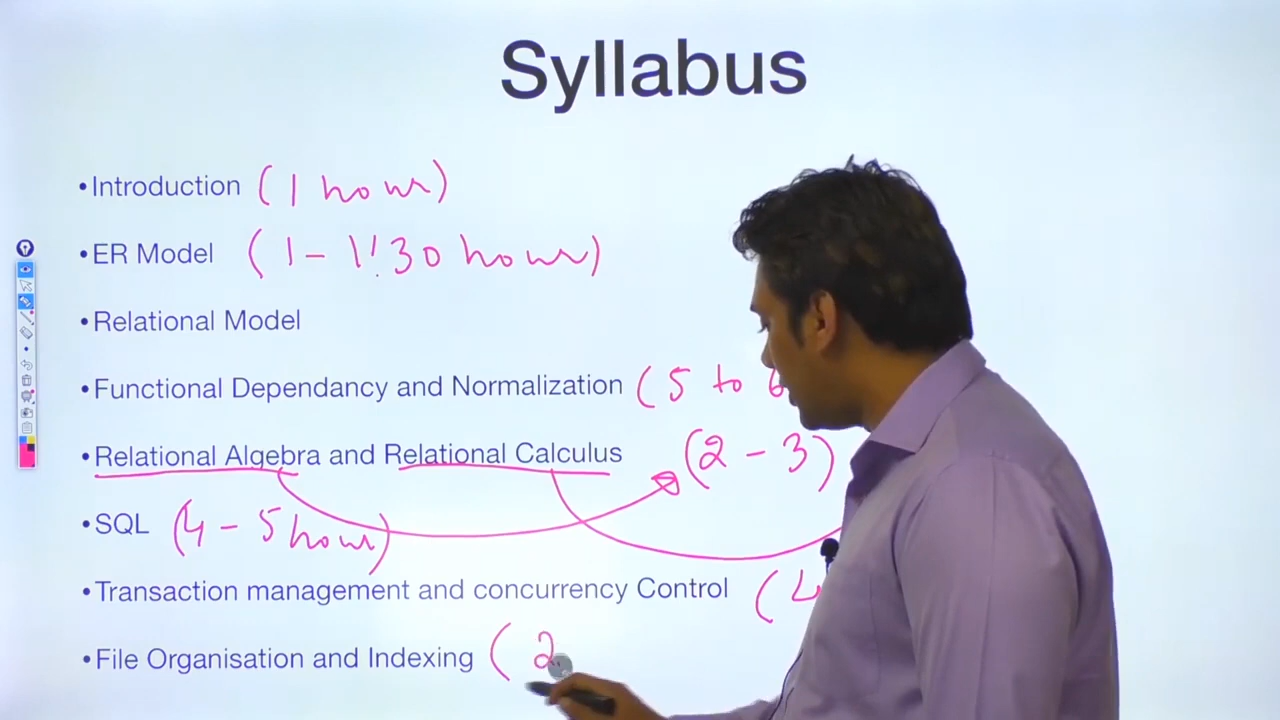 Syllabus
•Introduction (1 hour)
•ER Model (1 - 1:30 hour)
•Relational Model
•Functional Dependancy and Normalization (5 to 6
•Relational Algebra and Relational Calculus (2 - 3)
•SQL (4 - 5 hour)
•Transaction management and concurrency Control (4
•File Organisation and Indexing (2